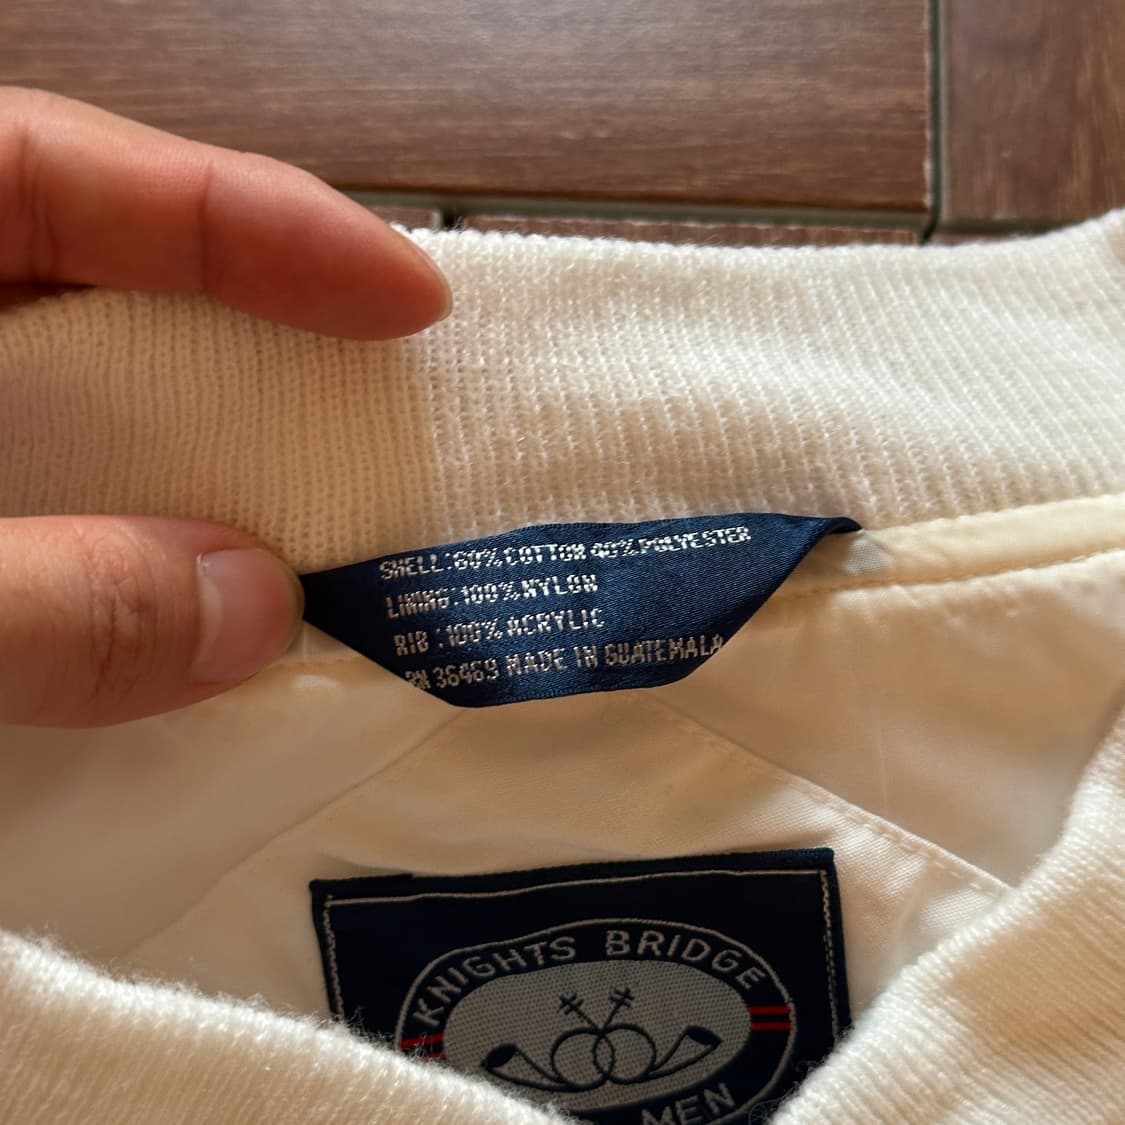 SHELL:60%COTTON 40%POLYESTER
LINING:100%NYLON
RIB:100%ACRYLIC
RN 36469 MADE IN GUATEMALA
KNIGHTS BRIDGE
MEN